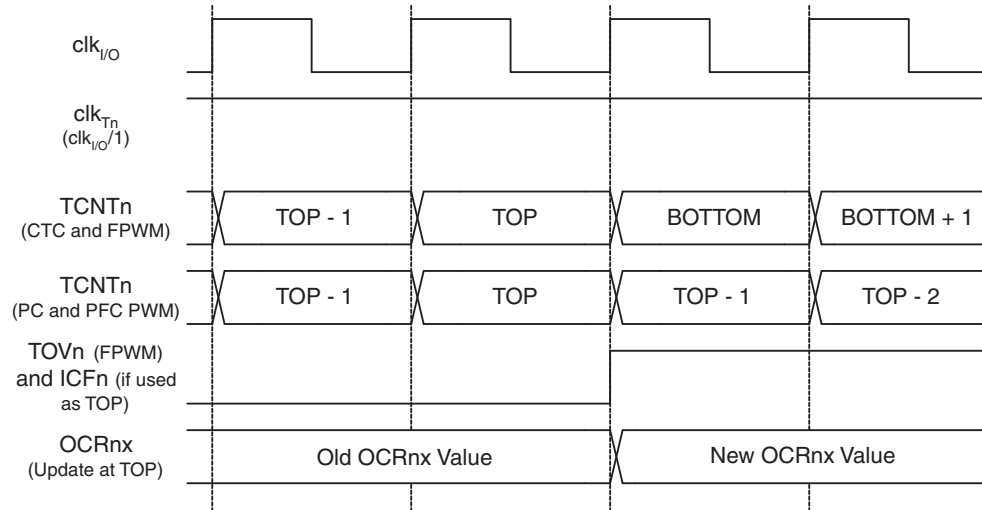 clkI/O
clkTn
(clkI/O/1)
TCNTn
(CTC and FPWM)
TOP - 1
TOP
BOTTOM
BOTTOM + 1
TCNTn
(PC and PFC PWM)
TOP - 1
TOP
TOP - 1
TOP - 2
TOVn (FPWM)
and ICFn (if used
as TOP)
OCRnx
(Update at TOP)
Old OCRnx Value
New OCRnx Value